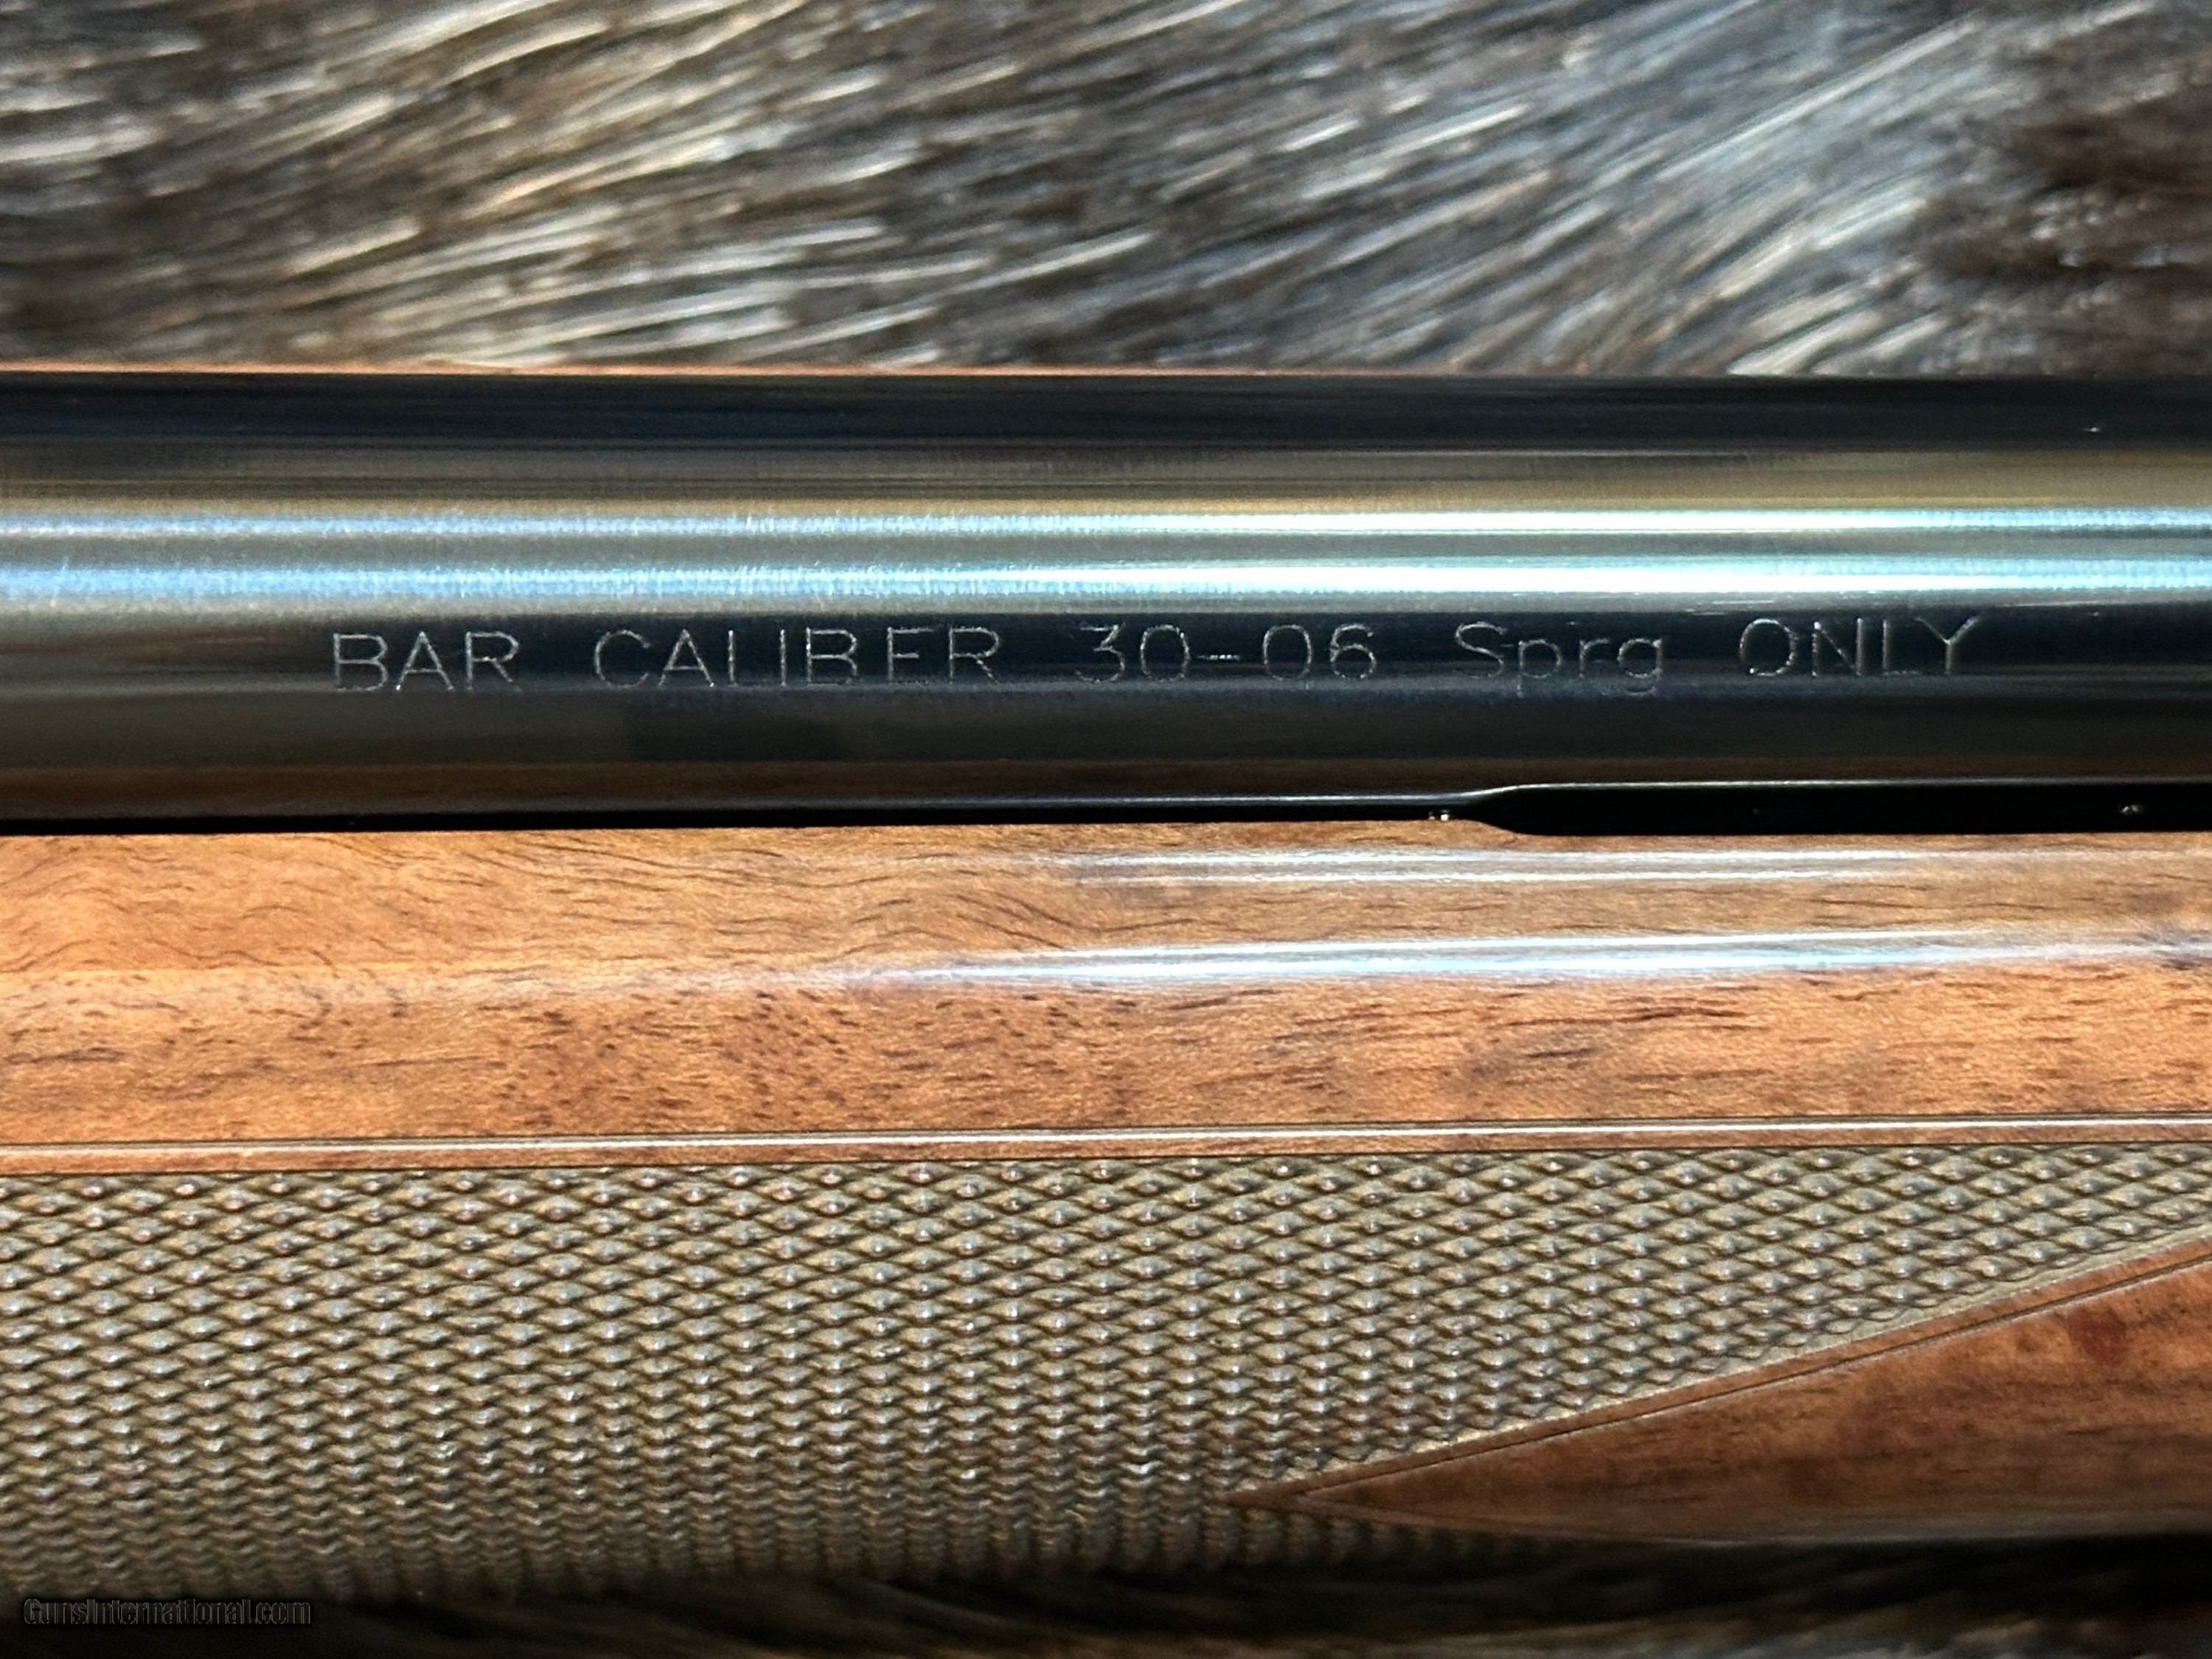 BAR CALIBER 30-06 Sprg ONLY
GunsInternational.com